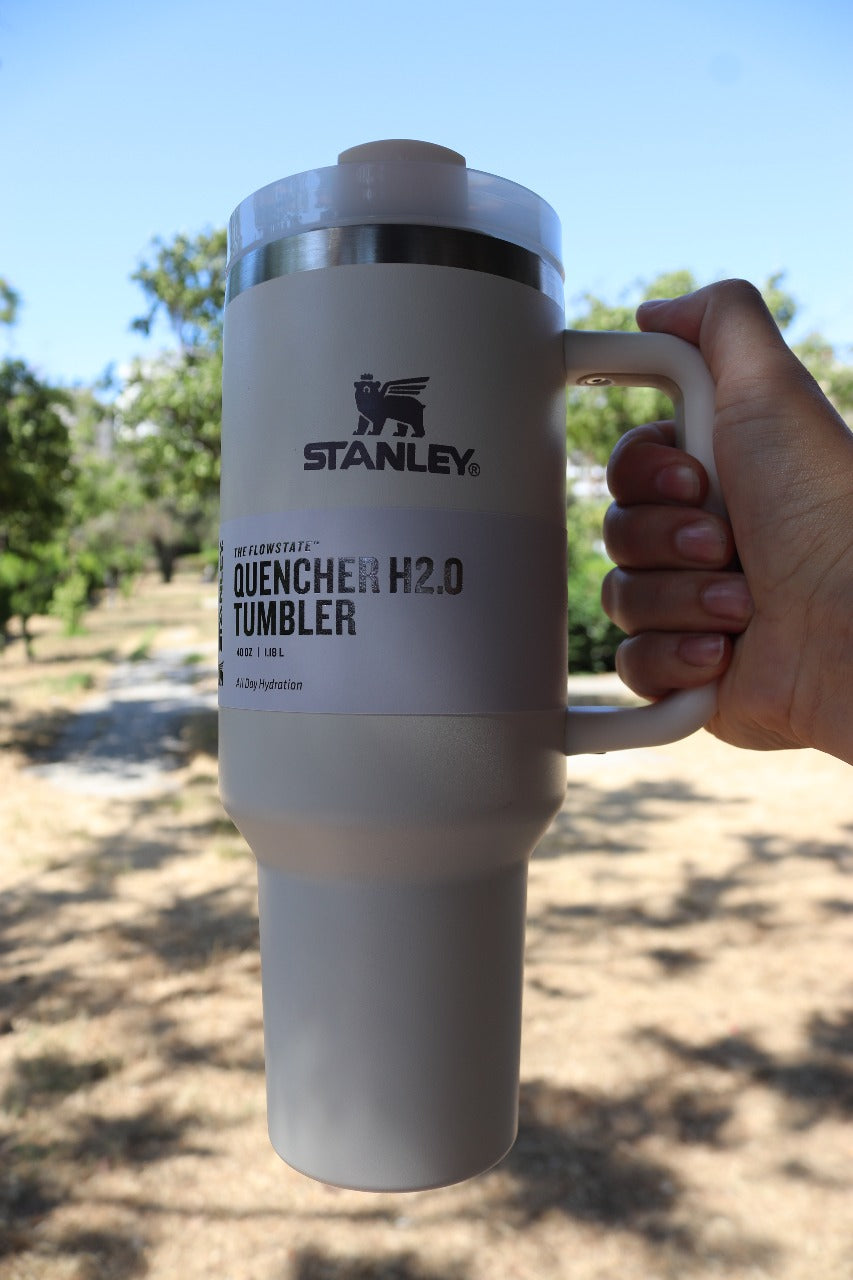 STANLEY®
THE FLOWSTATE™
QUENCHER H2.0
TUMBLER
40 OZ | 1.18 L
All Day Hydration